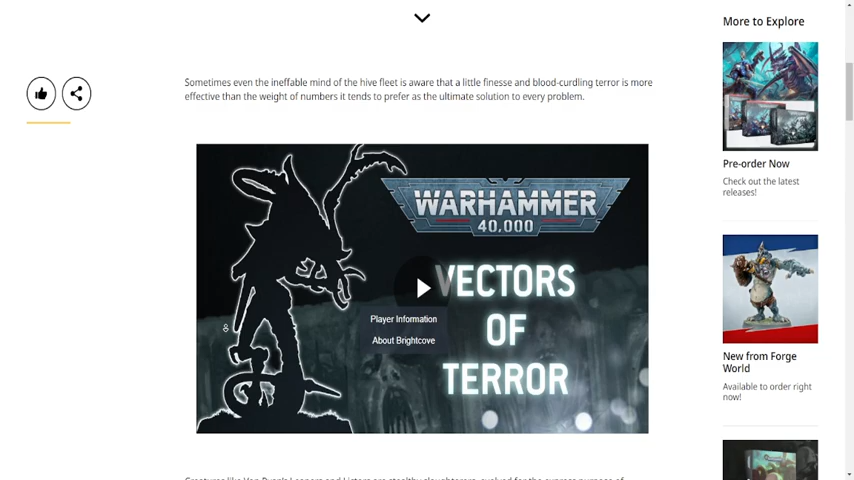 More to Explore
Sometimes even the ineffable mind of the hive fleet is aware that a little finesse and blood-curdling terror is more
effective than the weight of numbers it tends to prefer as the ultimate solution to every problem.
WARHAMMER
40,000
VECTORS
OF
TERROR
Player Information
About Brightcove
Pre-order Now
Check out the latest
releases!
New from Forge
World
Available to order right
now!